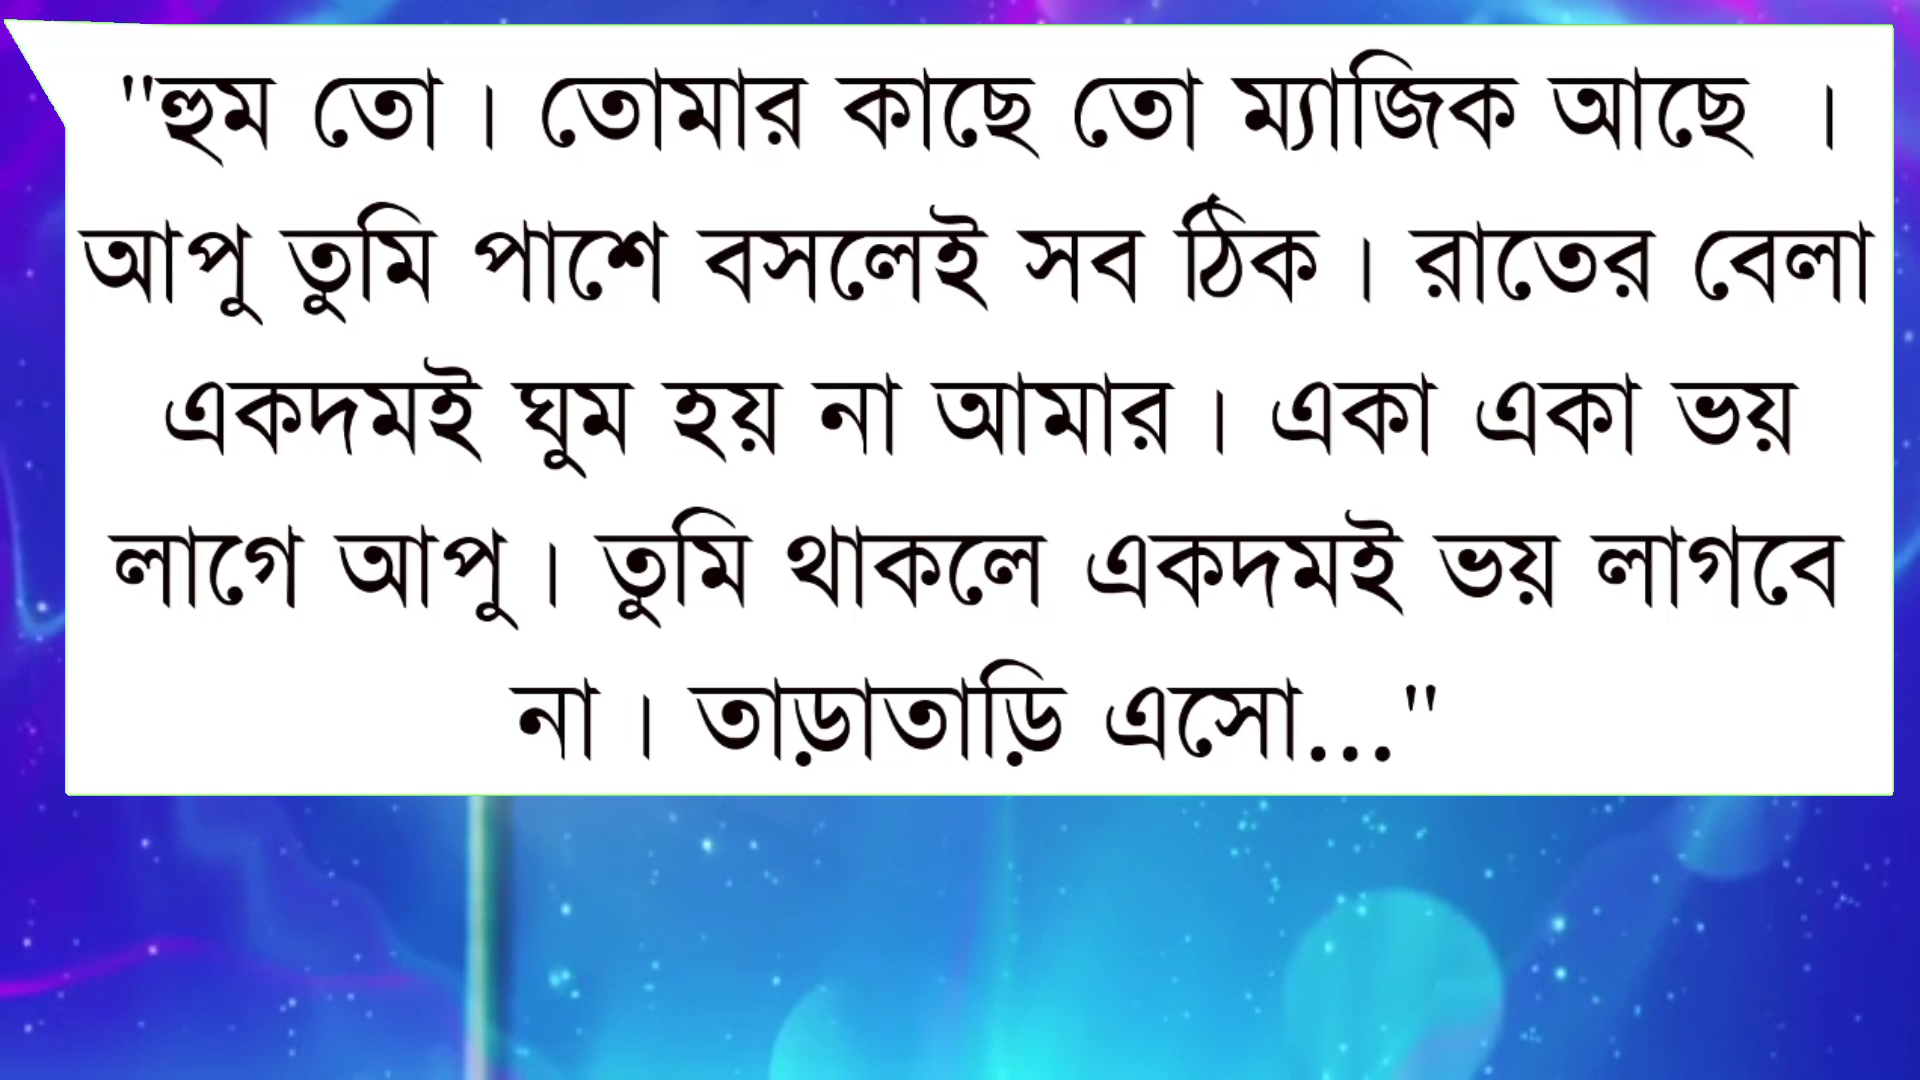 "হুম তো। তোমার কাছে তো ম্যাজিক আছে ।
আপু তুমি পাশে বসলেই সব ঠিক। রাতের বেলা
একদমই ঘুম হয় না আমার। একা একা ভয়
লাগে আপু। তুমি থাকলে একদমই ভয় লাগবে
না। তাড়াতাড়ি এসো..."